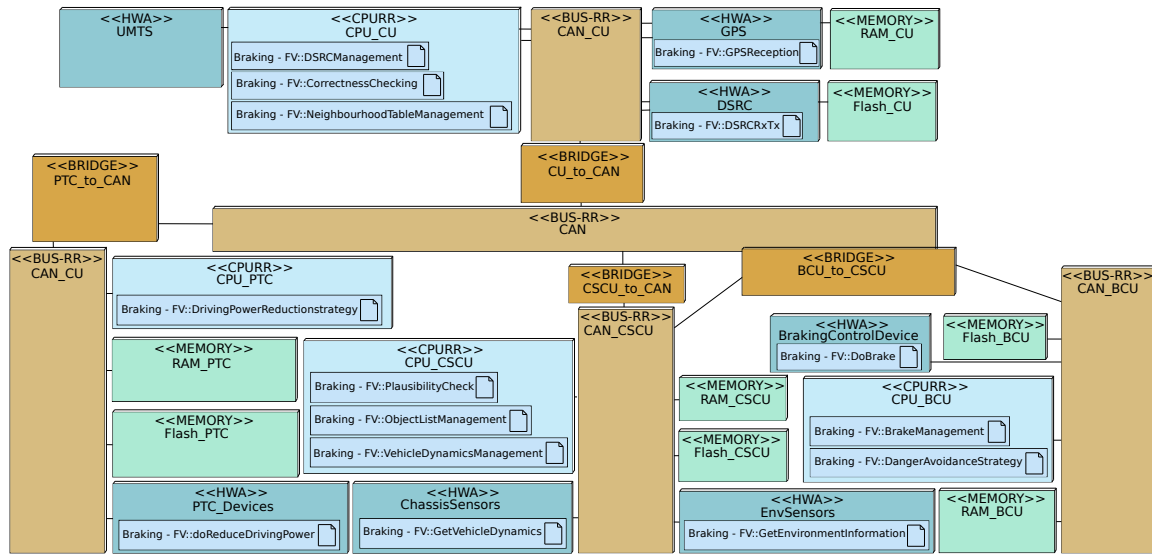 <<HWA>>
UMTS
<<CPURR>>
CPU_CU
Braking - FV::DSRCManagement
Braking - FV::CorrectnessChecking
Braking - FV::NeighbourhoodTableManagement
<<BUS-RR>>
CAN_CU
<<HWA>>
GPS
Braking - FV::GPSReception
<<MEMORY>>
RAM_CU
<<HWA>>
DSRC
Braking - FV::DSRCRxTx
<<MEMORY>>
Flash_CU
<<BRIDGE>>
PTC_to_CAN
<<BRIDGE>>
CU_to_CAN
<<BUS-RR>>
CAN
<<BUS-RR>>
CAN_CU
<<CPURR>>
CPU_PTC
Braking - FV::DrivingPowerReductionstrategy
<<BRIDGE>>
CSCU_to_CAN
<<BRIDGE>>
BCU_to_CSCU
<<BUS-RR>>
CAN_BCU
<<BUS-RR>>
CAN_CSCU
<<HWA>>
BrakingControlDevice
Braking - FV::DoBrake
<<MEMORY>>
Flash_BCU
<<MEMORY>>
RAM_PTC
<<CPURR>>
CPU_CSCU
Braking - FV::PlausibilityCheck
Braking - FV::ObjectListManagement
Braking - FV::VehicleDynamicsManagement
<<MEMORY>>
RAM_CSCU
<<CPURR>>
CPU_BCU
Braking - FV::BrakeManagement
Braking - FV::DangerAvoidanceStrategy
<<MEMORY>>
Flash_PTC
<<MEMORY>>
Flash_CSCU
<<HWA>>
PTC_Devices
Braking - FV::doReduceDrivingPower
<<HWA>>
ChassisSensors
Braking - FV::GetVehicleDynamics
<<HWA>>
EnvSensors
Braking - FV::GetEnvironmentInformation
<<MEMORY>>
RAM_BCU